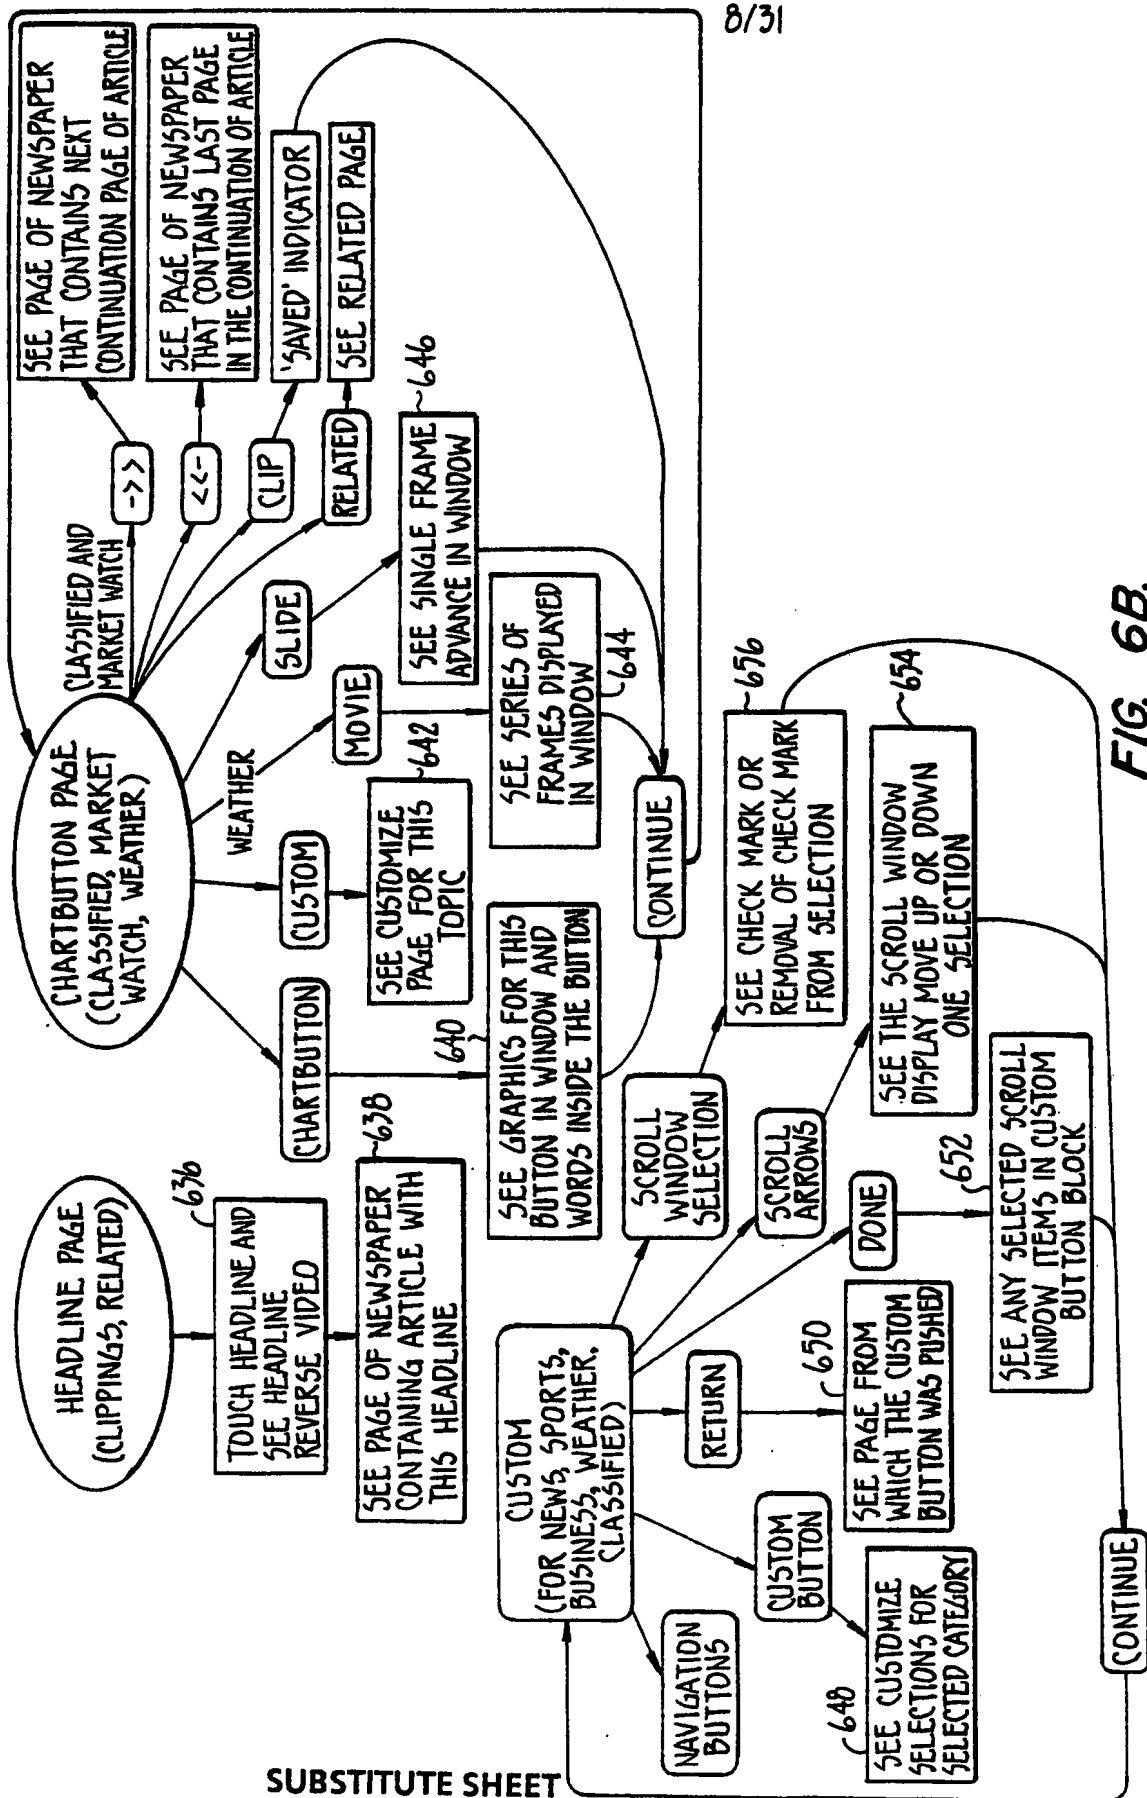 8/31
HEADLINE PAGE
(CLIPPINGS, RELATED)
636
TOUCH HEADLINE AND
SEE HEADLINE
REVERSE VIDEO
638
SEE PAGE OF NEWSPAPER
CONTAINING ARTICLE WITH
THIS HEADLINE
CHARTBUTTON PAGE
(CLASSIFIED, MARKET
WATCH, WEATHER)
CHARTBUTTON
640
SEE GRAPHICS FOR THIS
BUTTON IN WINDOW AND
WORDS INSIDE THE BUTTON
CUSTOM
642
SEE CUSTOMIZE
PAGE FOR THIS
TOPIC
WEATHER
MOVIE
SEE SERIES OF
FRAMES DISPLAYED
IN WINDOW
644
SLIDE
646
SEE SINGLE FRAME
ADVANCE IN WINDOW
CLASSIFIED AND
MARKET WATCH
->>
SEE PAGE OF NEWSPAPER
THAT CONTAINS NEXT
CONTINUATION PAGE OF ARTICLE
<<-
SEE PAGE OF NEWSPAPER
THAT CONTAINS LAST PAGE
IN THE CONTINUATION OF ARTICLE
CLIP
'SAVED' INDICATOR
RELATED
SEE RELATED PAGE
CONTINUE
CUSTOM
(FOR NEWS, SPORTS,
BUSINESS, WEATHER,
CLASSIFIED)
NAVIGATION
BUTTONS
CUSTOM
BUTTON
648
SEE CUSTOMIZE
SELECTIONS FOR
SELECTED CATEGORY
RETURN
650
SEE PAGE FROM
WHICH THE CUSTOM
BUTTON WAS PUSHED
DONE
652
SEE ANY SELECTED SCROLL
WINDOW ITEMS IN CUSTOM
BUTTON BLOCK
SCROLL
ARROWS
654
SEE THE SCROLL WINDOW
DISPLAY MOVE UP OR DOWN
ONE SELECTION
SCROLL
WINDOW
SELECTION
656
SEE CHECK MARK OR
REMOVAL OF CHECK MARK
FROM SELECTION
CONTINUE
FIG. 6B.
SUBSTITUTE SHEET